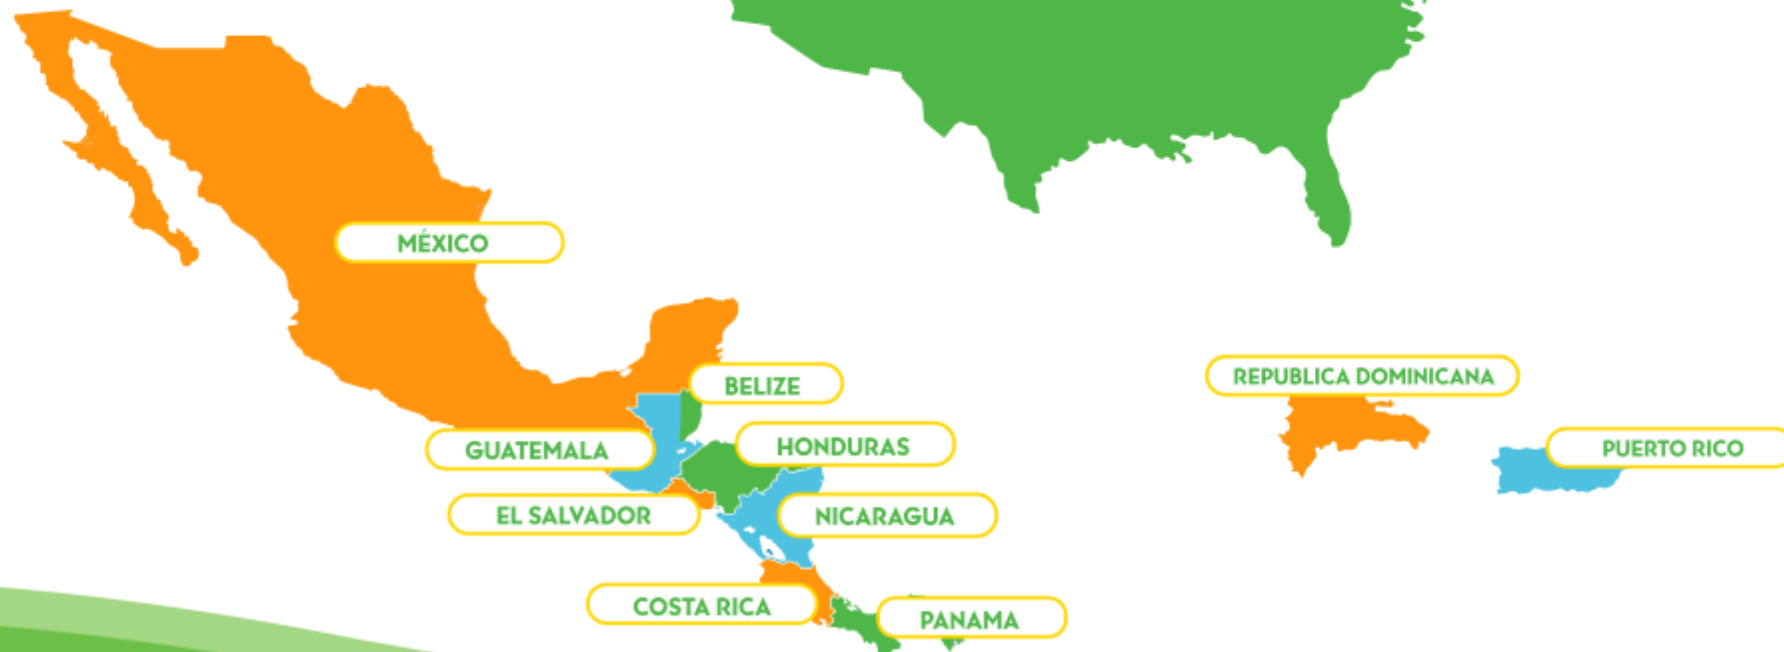 MÉXICO
BELIZE
REPUBLICA DOMINICANA
GUATEMALA
HONDURAS
PUERTO RICO
EL SALVADOR
NICARAGUA
COSTA RICA
PANAMA